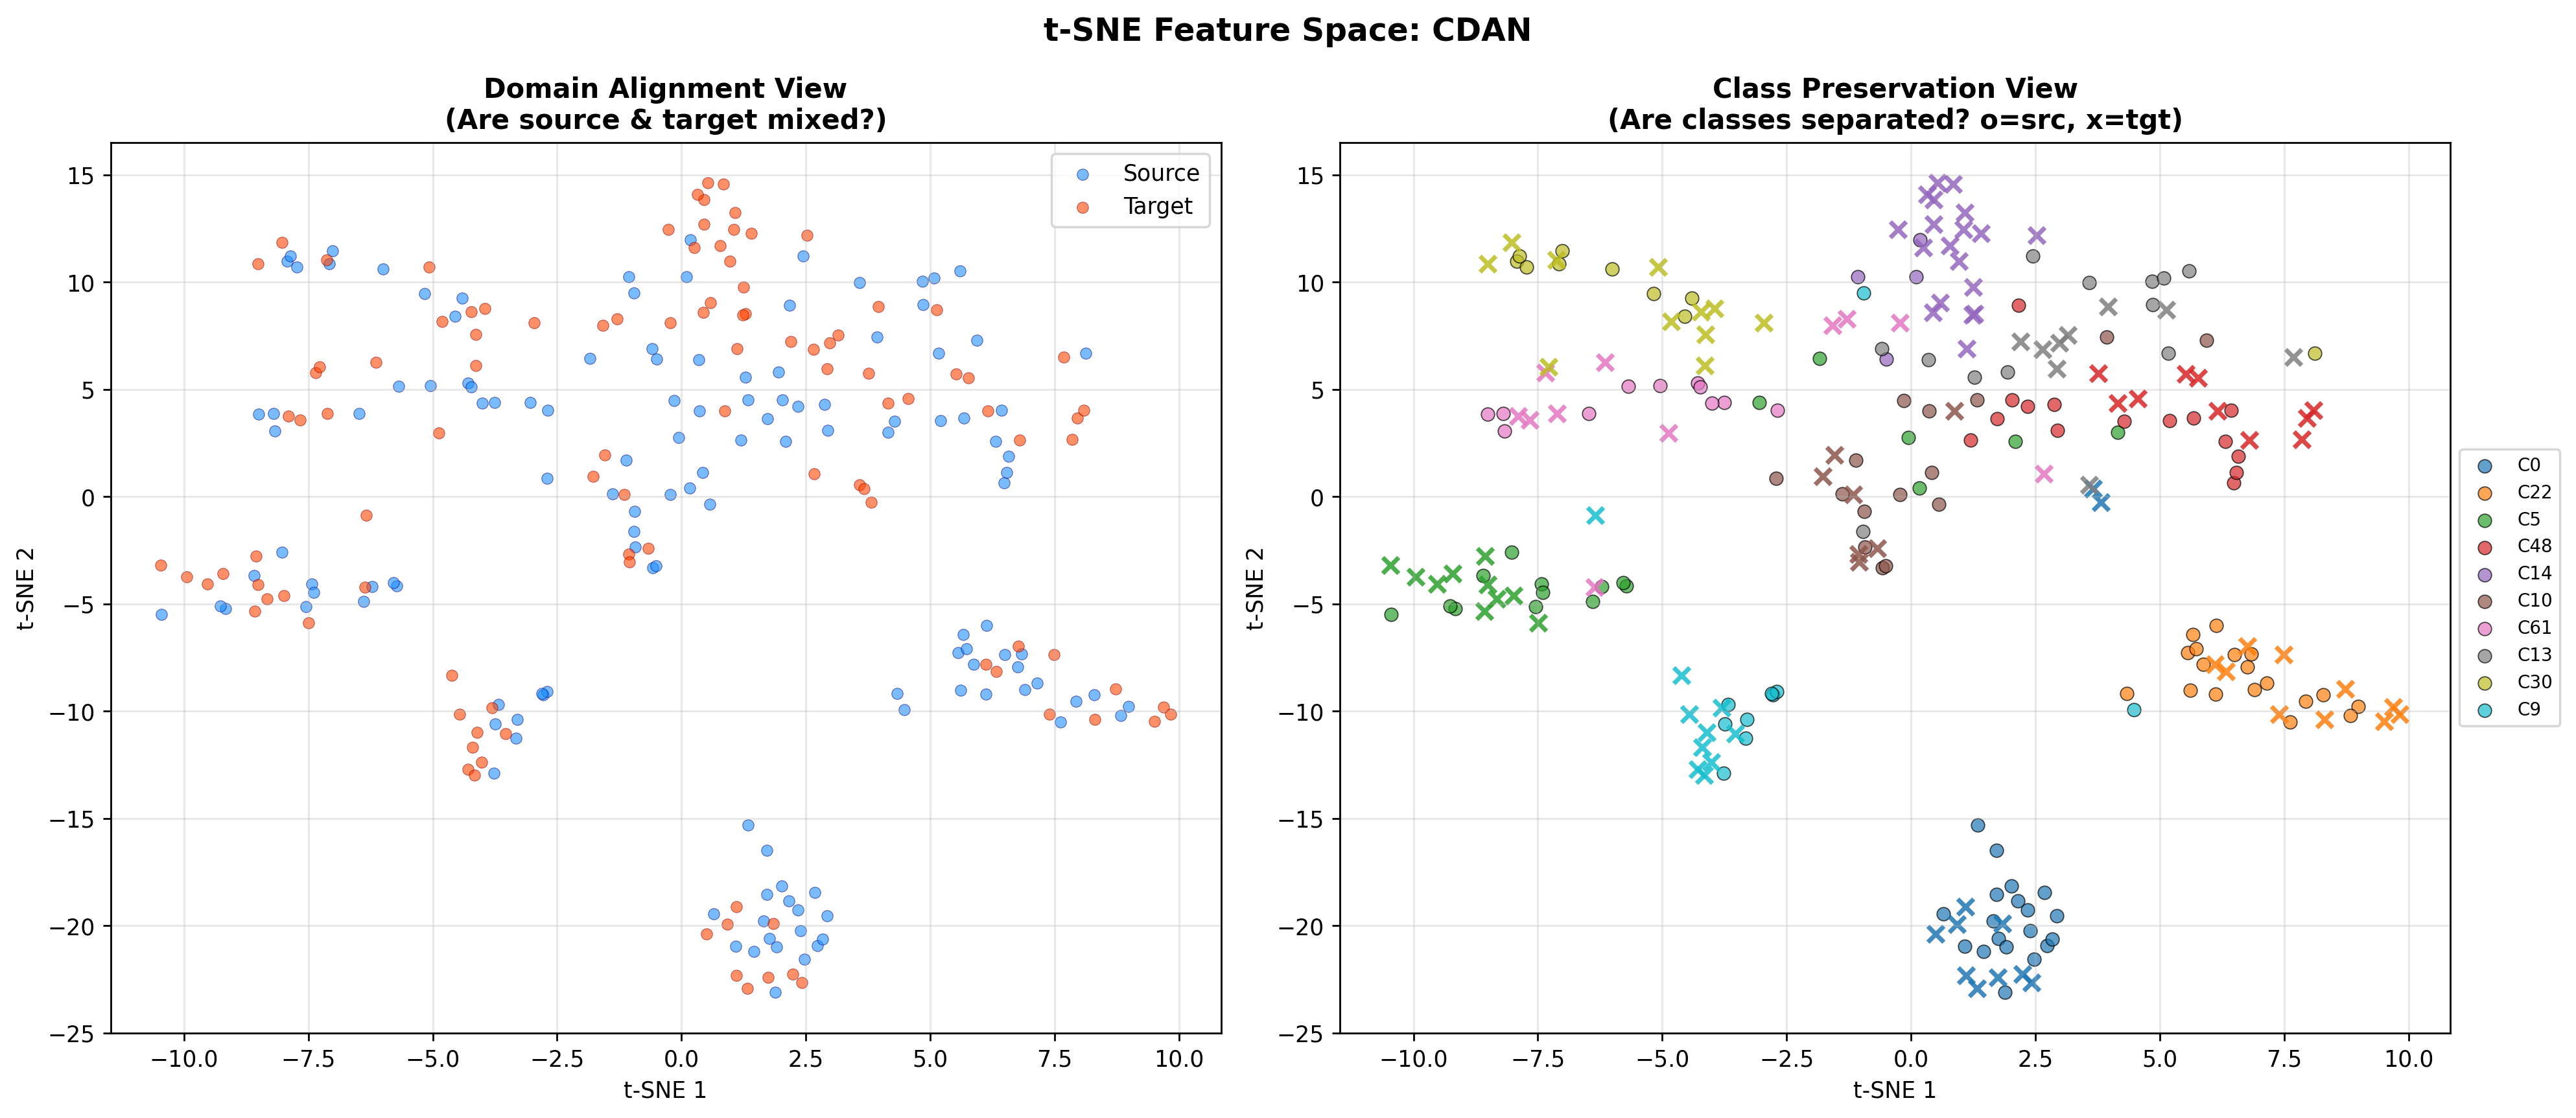 t-SNE Feature Space: CDAN
Domain Alignment View
(Are source & target mixed?)
Source
Target
15
10
5
0
−5
−10
−15
−20
−25
t-SNE 2
−10.0 −7.5 −5.0 −2.5 0.0 2.5 5.0 7.5 10.0
t-SNE 1
Class Preservation View
(Are classes separated? o=src, x=tgt)
15
10
5
0
−5
−10
−15
−20
−25
t-SNE 2
−10.0 −7.5 −5.0 −2.5 0.0 2.5 5.0 7.5 10.0
t-SNE 1
C0
C22
C5
C48
C14
C10
C61
C13
C30
C9